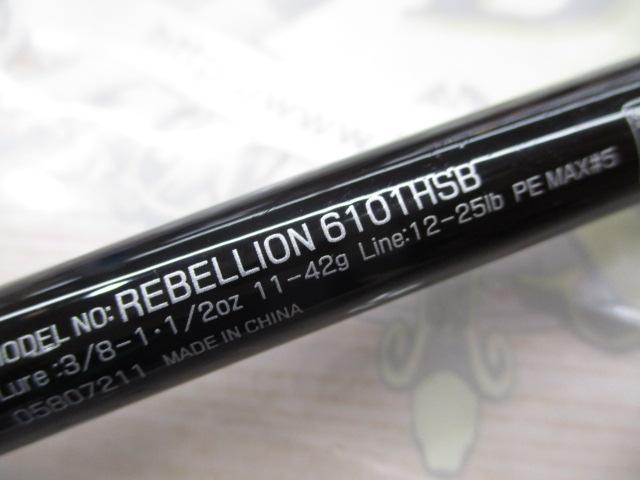 MODEL NO: REBELLION 6101HSB
Lure :3/8-1･1/2oz 11-42g Line:12-25lb PE MAX#5
05807211 MADE IN CHINA